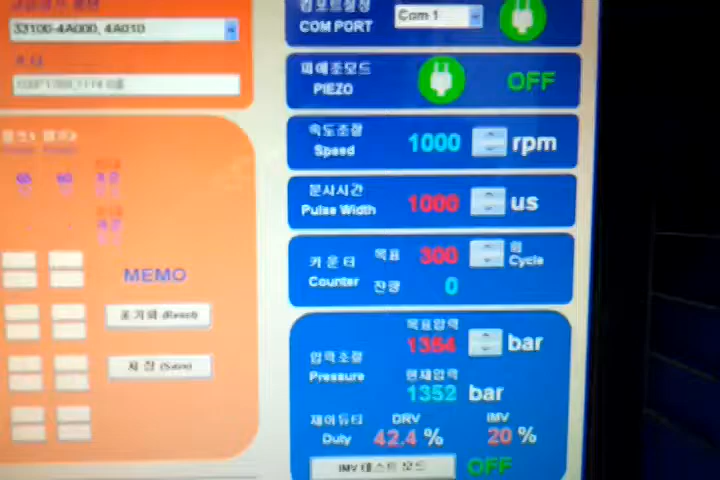 33100-4A000, 4A010
컴포트설정
COM PORT
Com 1
피에조모드
PIEZO
OFF
속도조절
Speed
1000
rpm
분사시간
Pulse Width
1000
us
카운터
Counter
목표
300
회
Cycle
잔량
0
MEMO
초기화 (Reset)
저 장 (Save)
압력조절
Pressure
목표압력
1354
bar
현재압력
1352
bar
제어듀티
Duty
DRV
42.4 %
IMV
20 %
IMV 테스트 모드
OFF